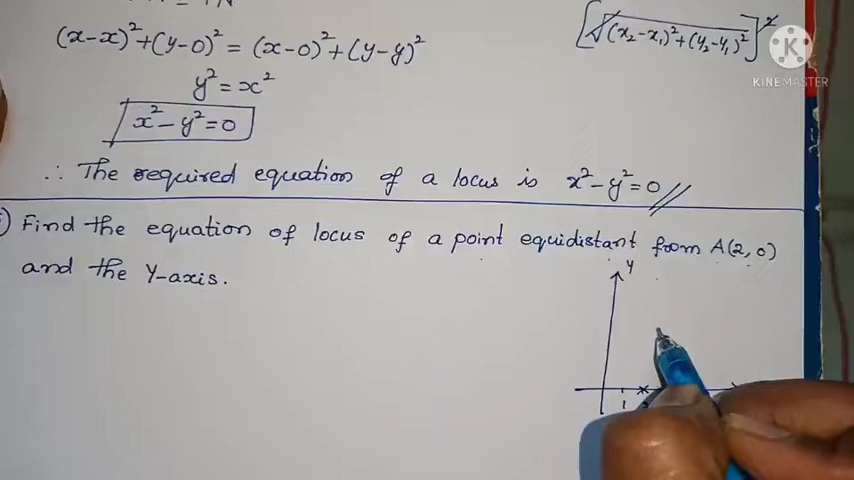 (x-x)²+(y-0)² = (x-0)²+(y-y)²
[√(x₂-x₁)²+(y₂-y₁)²]²
K
KINEMASTER
y² = x²
x²-y²=0
∴ The required equation of a locus is x²-y²=0//
) Find the equation of locus of a point equidistant from A(2,0)
and the Y-axis.
Y
1